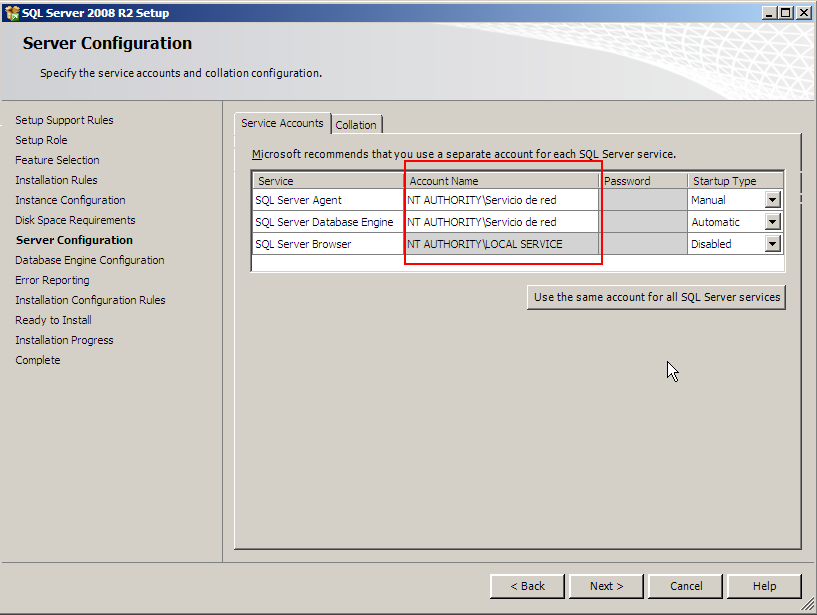 SQL Server 2008 R2 Setup
Server Configuration
Specify the service accounts and collation configuration.
Setup Support Rules
Setup Role
Feature Selection
Installation Rules
Instance Configuration
Disk Space Requirements
Server Configuration
Database Engine Configuration
Error Reporting
Installation Configuration Rules
Ready to Install
Installation Progress
Complete
Service Accounts Collation
Microsoft recommends that you use a separate account for each SQL Server service.
Service Account Name Password Startup Type
SQL Server Agent NT AUTHORITY\Servicio de red Manual
SQL Server Database Engine NT AUTHORITY\Servicio de red Automatic
SQL Server Browser NT AUTHORITY\LOCAL SERVICE Disabled
Use the same account for all SQL Server services
< Back Next > Cancel Help